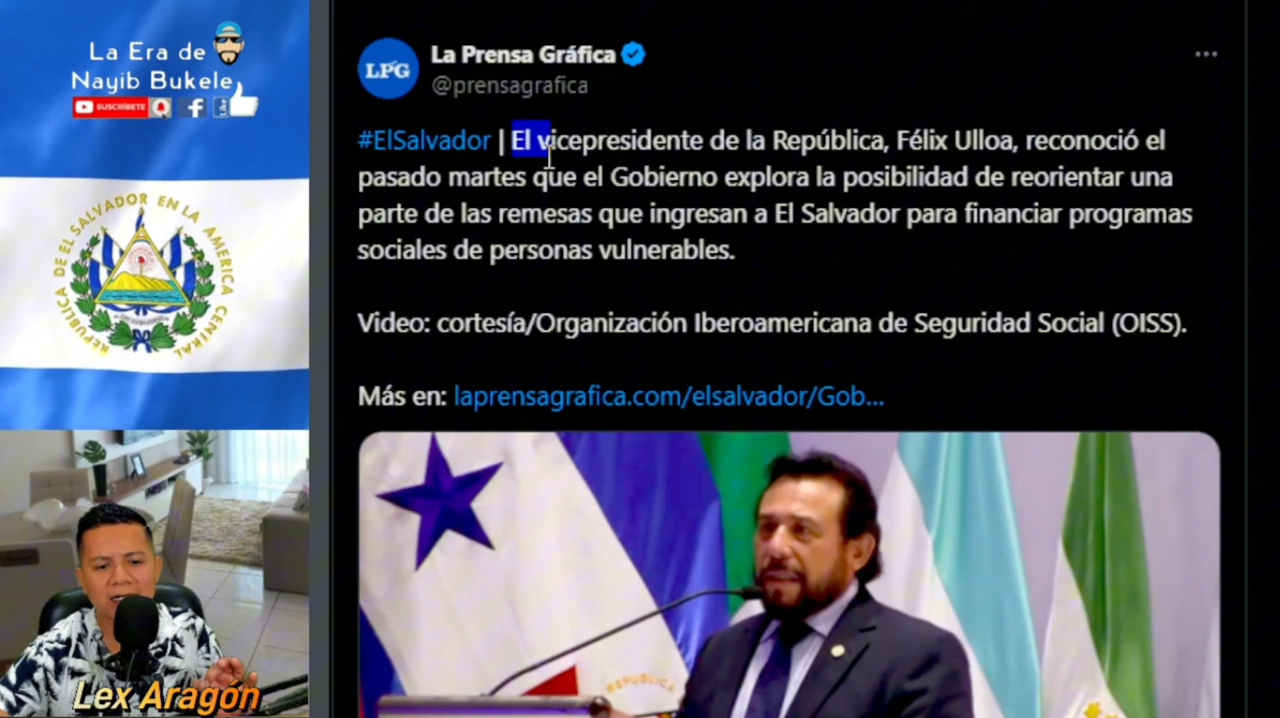 La Era de
Nayib Bukele
SUSCRÍBETE
REPÚBLICA DE EL SALVADOR EN LA AMERICA CENTRAL
Lex Aragón
LPG
La Prensa Gráfica
@prensagrafica
#ElSalvador | El vicepresidente de la República, Félix Ulloa, reconoció el
pasado martes que el Gobierno explora la posibilidad de reorientar una
parte de las remesas que ingresan a El Salvador para financiar programas
sociales de personas vulnerables.
Video: cortesía/Organización Iberoamericana de Seguridad Social (OISS).
Más en: laprensagrafica.com/elsalvador/Gob...
REPUBLICA